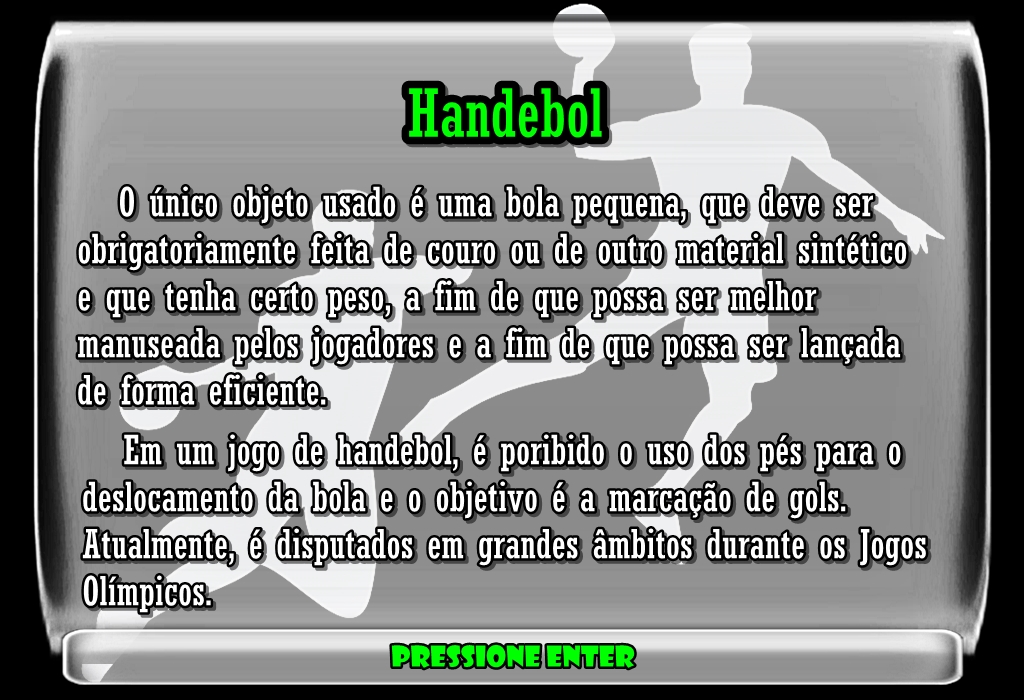 Handebol
O único objeto usado é uma bola pequena, que deve ser
obrigatoriamente feita de couro ou de outro material sintético
e que tenha certo peso, a fim de que possa ser melhor
manuseada pelos jogadores e a fim de que possa ser lançada
de forma eficiente.
Em um jogo de handebol, é poribido o uso dos pés para o
deslocamento da bola e o objetivo é a marcação de gols.
Atualmente, é disputados em grandes âmbitos durante os Jogos
Olímpicos.
PRESSIONE ENTER